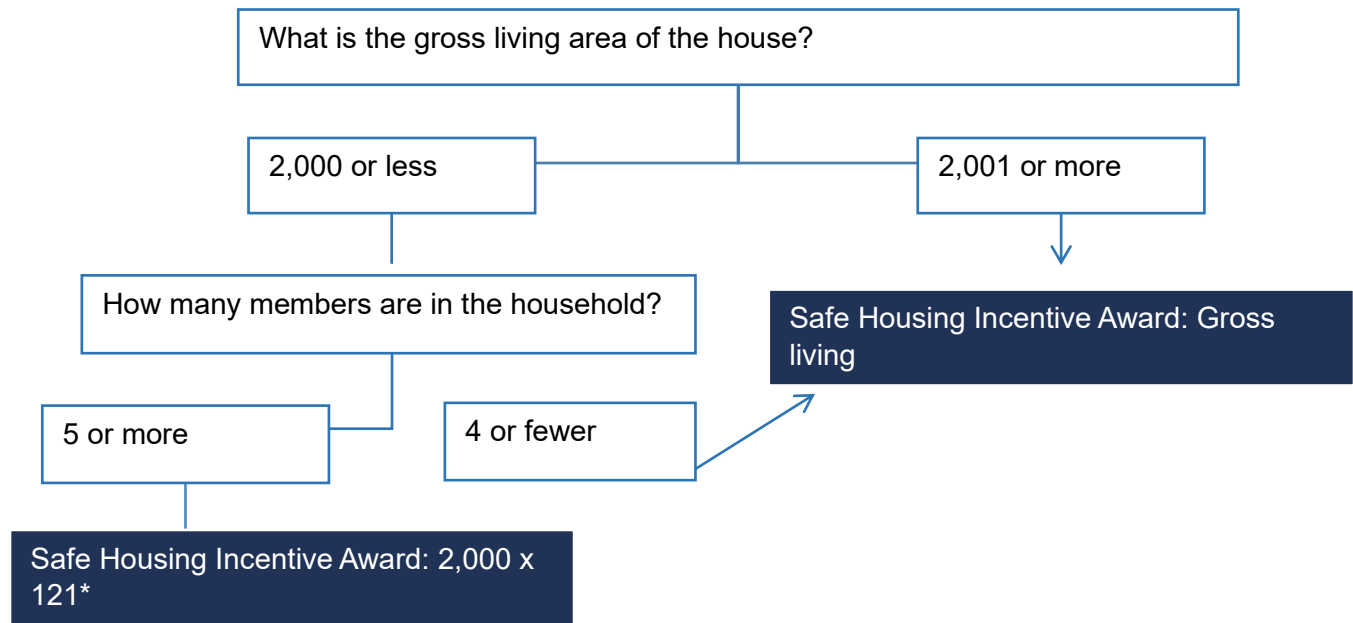 What is the gross living area of the house?
2,000 or less
2,001 or more
How many members are in the household?
Safe Housing Incentive Award: Gross
living
5 or more
4 or fewer
Safe Housing Incentive Award: 2,000 x
121*